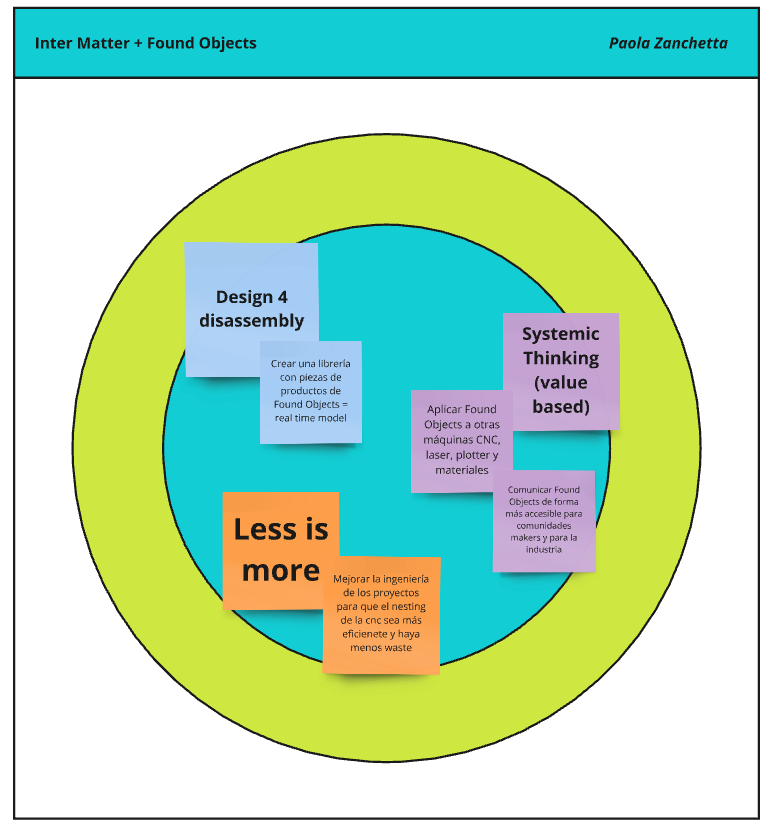 Inter Matter + Found Objects
Paola Zanchetta
Design 4
disassembly
Crear una librería
con piezas de
productos de
Found Objects =
real time model
Systemic
Thinking
(value
based)
Aplicar Found
Objects a otras
máquinas CNC,
laser, plotter y
materiales
Comunicar Found
Objects de forma
más accesible para
comunidades
makers y para la
industria
Less is
more
Mejorar la ingeniería
de los proyectos
para que el nesting
de la cnc sea más
eficienete y haya
menos waste